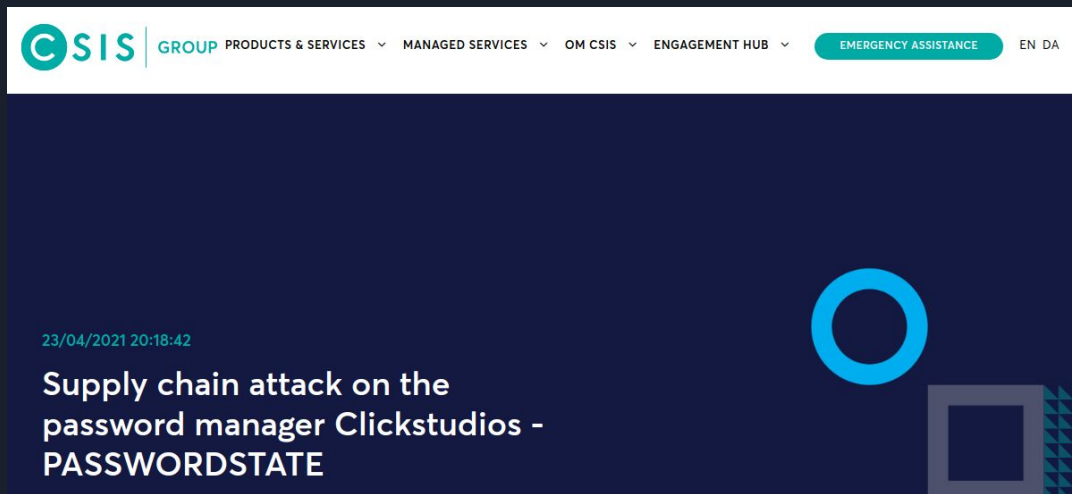 CSIS GROUP PRODUCTS & SERVICES MANAGED SERVICES OM CSIS ENGAGEMENT HUB EMERGENCY ASSISTANCE EN DA
23/04/2021 20:18:42
Supply chain attack on the
password manager Clickstudios -
PASSWORDSTATE